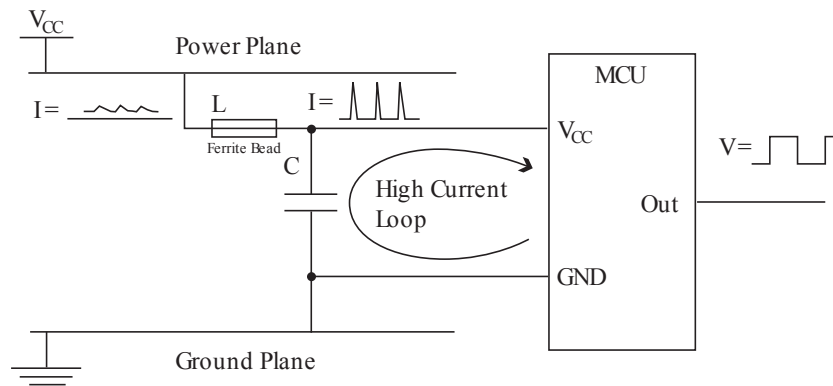 VCC
Power Plane
MCU
I=
L
I=
Ferrite Bead
VCC
V=
C
High Current
Loop
Out
GND
Ground Plane